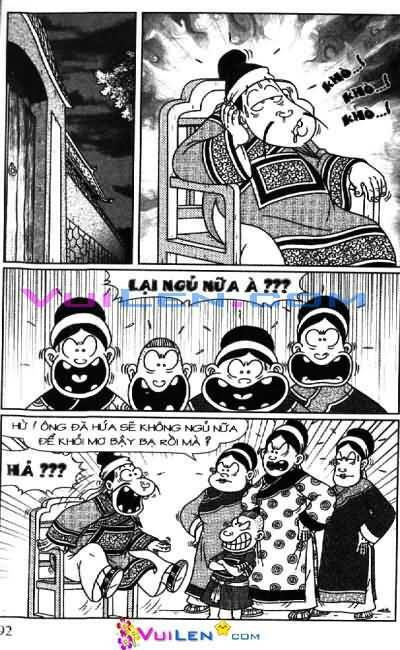 KHÒ...!
KHÒ...!
KHÒ...!
LẠI NGỦ NỮA À ???
VuiLen.com
HỪ ! ÔNG ĐÃ HỨA SẼ KHÔNG NGỦ NỮA
ĐỂ KHỎI MƠ BẬY BẠ RỒI MÀ ?
HẢ ???
92
VuiLen.com